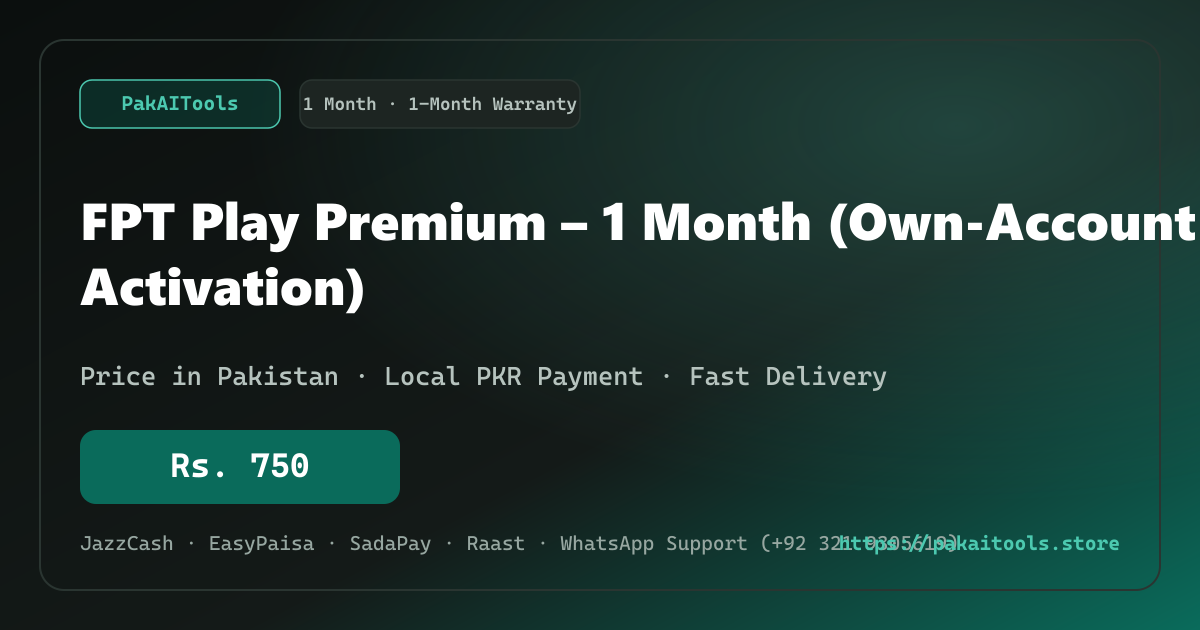 PakAITools
1 Month · 1-Month Warranty
FPT Play Premium – 1 Month (Own-Account
Activation)
Price in Pakistan · Local PKR Payment · Fast Delivery
Rs. 750
JazzCash · EasyPaisa · SadaPay · Raast · WhatsApp Support (+92
https://pakaitools.store